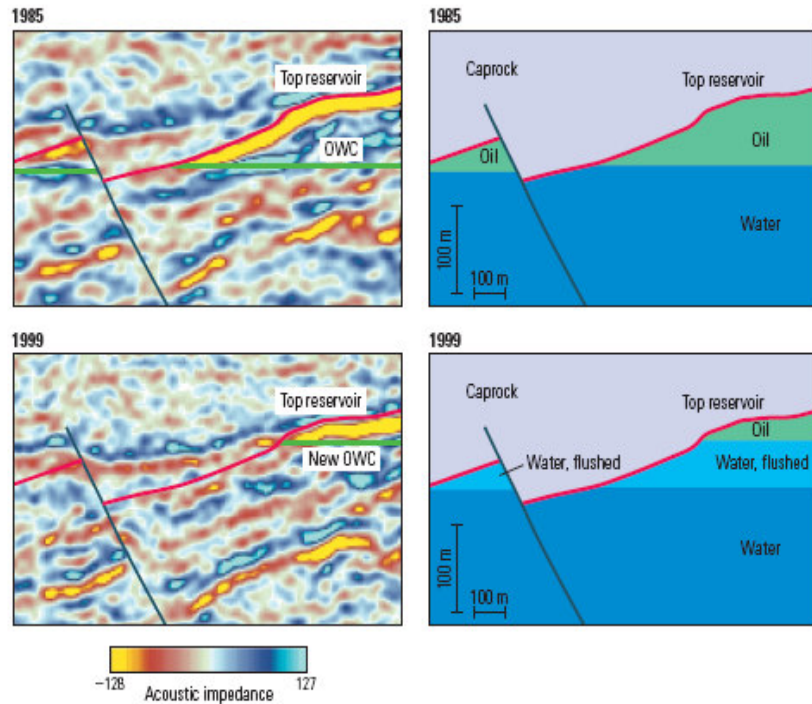 1985
Top reservoir
OWC
1985
Caprock
Top reservoir
Oil
Oil
Water
100 m
100 m
1999
Top reservoir
New OWC
1999
Caprock
Top reservoir
Oil
Water, flushed
Water, flushed
Water
100 m
100 m
–128
127
Acoustic impedance